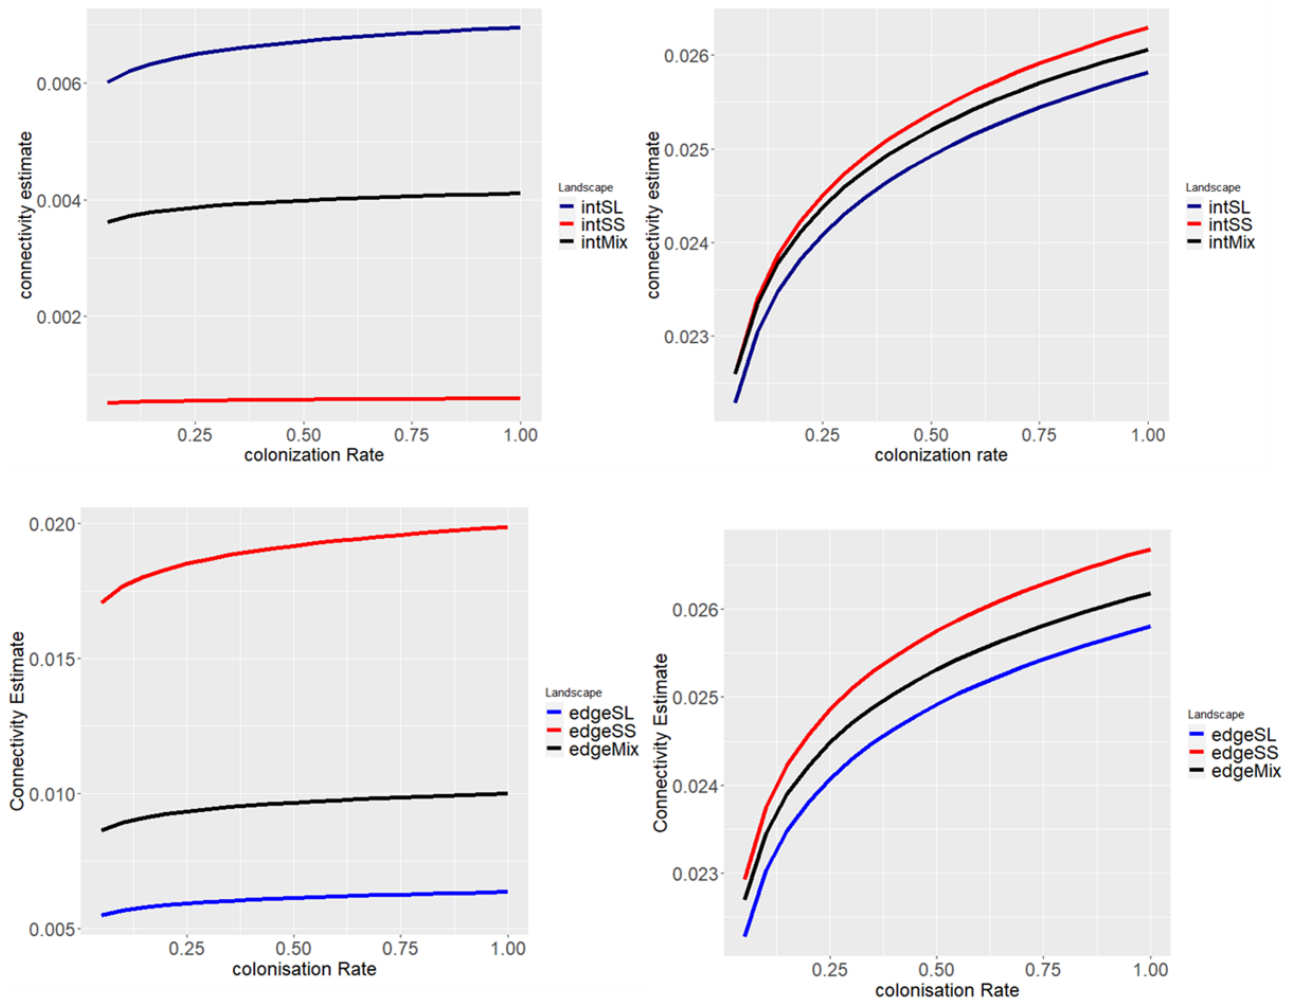 connectivity estimate
0.006
0.004
0.002
0.25
0.50
0.75
1.00
colonization Rate
Landscape
intSL
intSS
intMix
connectivity estimate
0.026
0.025
0.024
0.023
0.25
0.50
0.75
1.00
colonization rate
Landscape
intSL
intSS
intMix
Connectivity Estimate
0.020
0.015
0.010
0.005
0.25
0.50
0.75
1.00
colonisation Rate
Landscape
edgeSL
edgeSS
edgeMix
Connectivity Estimate
0.026
0.025
0.024
0.023
0.25
0.50
0.75
1.00
colonisation Rate
Landscape
edgeSL
edgeSS
edgeMix